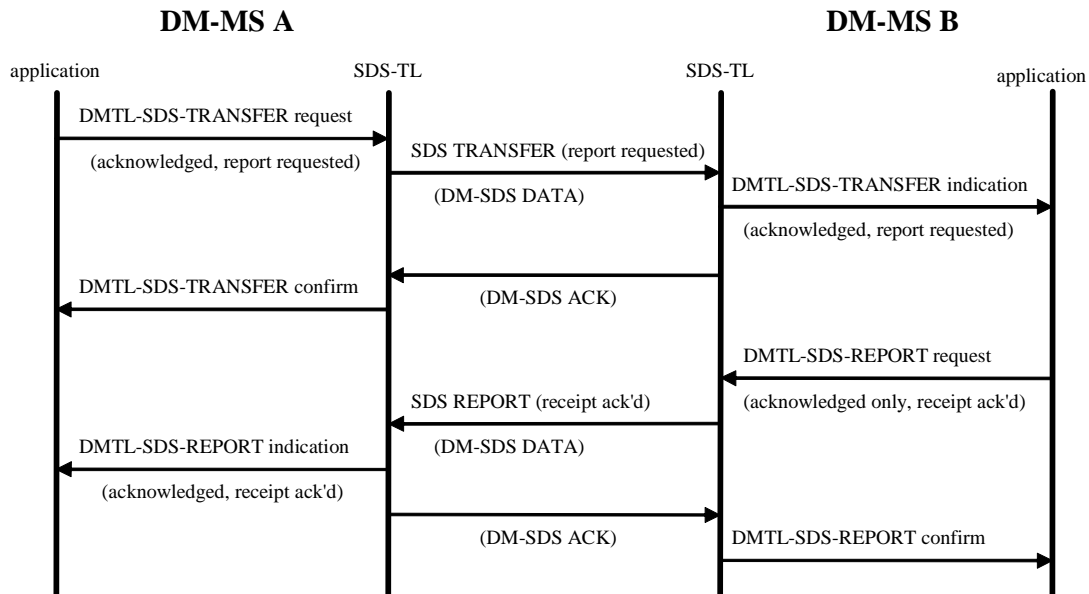 DM-MS A
DM-MS B
application
SDS-TL
SDS-TL
application
DMTL-SDS-TRANSFER request
(acknowledged, report requested)
SDS TRANSFER (report requested)
(DM-SDS DATA)
DMTL-SDS-TRANSFER indication
(acknowledged, report requested)
(DM-SDS ACK)
DMTL-SDS-TRANSFER confirm
DMTL-SDS-REPORT request
(acknowledged only, receipt ack'd)
SDS REPORT (receipt ack'd)
(DM-SDS DATA)
DMTL-SDS-REPORT indication
(acknowledged, receipt ack'd)
(DM-SDS ACK)
DMTL-SDS-REPORT confirm